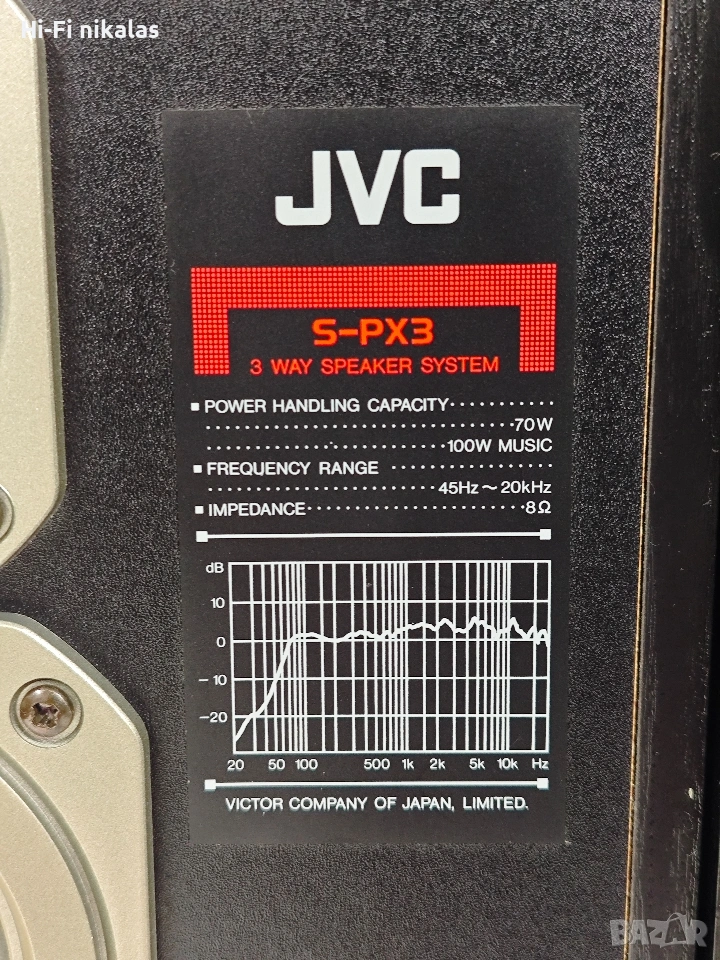 Hi-Fi nikalas
JVC
S-PX3
3 WAY SPEAKER SYSTEM
■ POWER HANDLING CAPACITY··········
································70W
·························100W MUSIC
■ FREQUENCY RANGE ················
························45Hz～20kHz
■ IMPEDANCE·······················8Ω
dB
10
0
-10
-20
20 50 100 500 1k 2k 5k 10k Hz
VICTOR COMPANY OF JAPAN, LIMITED.
BAZAR